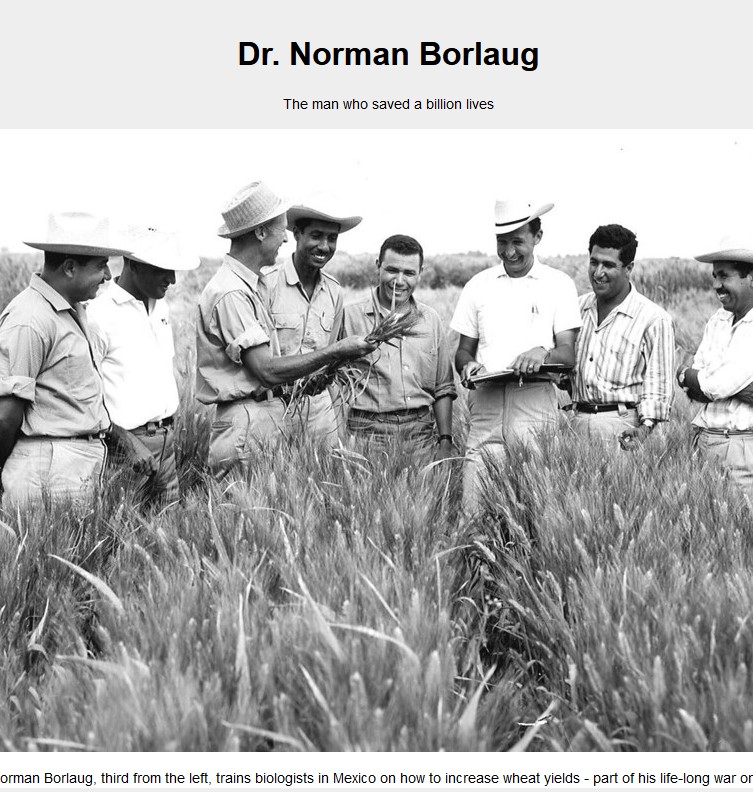 Dr. Norman Borlaug
The man who saved a billion lives
orman Borlaug, third from the left, trains biologists in Mexico on how to increase wheat yields - part of his life-long war or